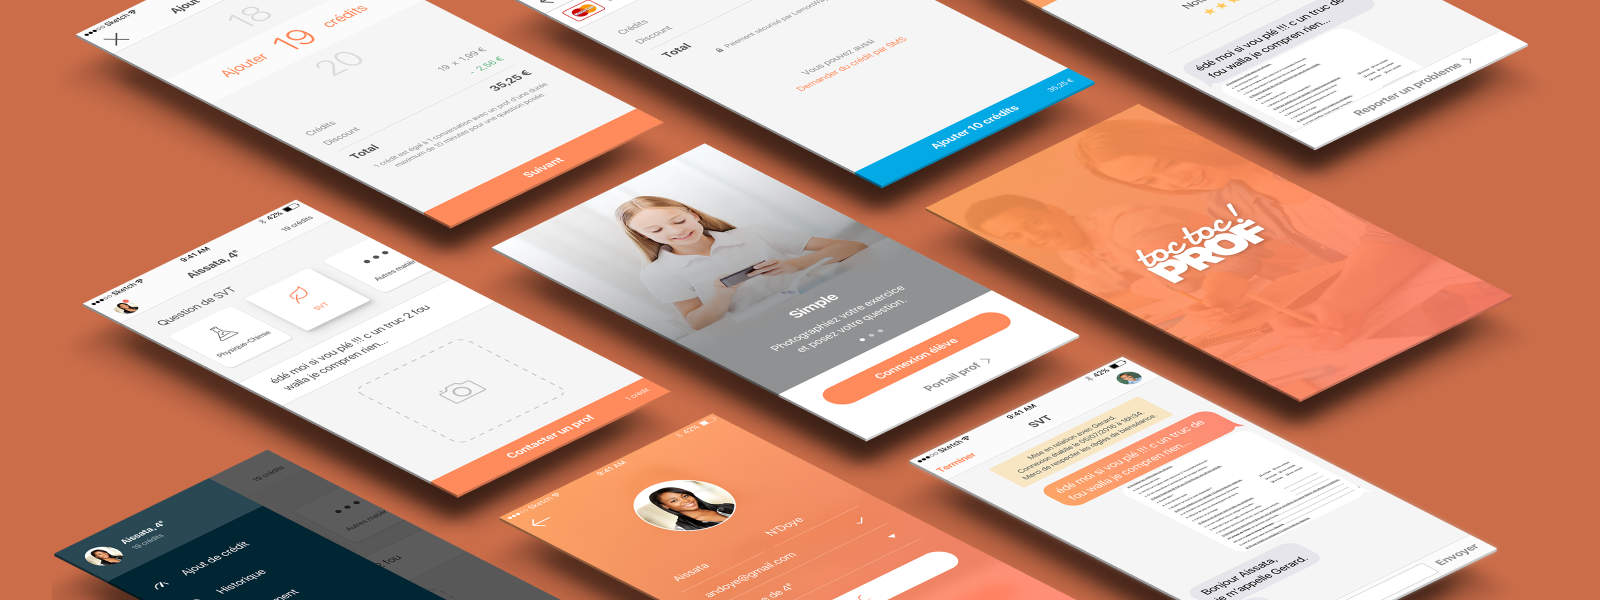 Sketch
Ajout
18
Ajouter 19 crédits
20
Crédits
19 x 1,99 €
Discount
- 2,56 €
Total
35,25 €
1 crédit est égal à 1 conversation avec un prof d'une durée
maximum de 10 minutes pour une question posée.
Suivant
MasterCard
Crédits
Discount
Total
Paiement sécurisé par LemonWay
Vous pouvez aussi
Demander du crédit par SMS
Ajouter 10 crédits
35,25 €
édé moi si vou plé !!! c un truc de
fou walla je compren rien...
Reporter un probleme
Sketch
9:41 AM
42%
Aissata, 4°
19 crédits
Question de SVT
Physique-Chimie
SVT
Autres matières
édé moi si vou plé !!! c un truc 2 fou
walla je compren rien...
Contacter un prof
1 crédit
Simple
Photographiez votre exercice
et posez votre question.
Connexion élève
Portail prof
toc toc !
PROF
Aissata, 4°
19 crédits
Ajout de crédit
Historique
19 crédits
Autres matières
2 fou
Sketch
9:41 AM
42%
Aissata
N'Doye
andoye@gmail.com
de 4°
Sketch
9:41 AM
42%
Terminer
SVT
Mise en relation avec Gerard.
Connexion établie le 06/07/2016 à 16h34.
Merci de respecter les règles de bienséance.
édé moi si vou plé !!! c un truc de
fou walla je compren rien...
Bonjour Aissata,
je m'appelle Gerard.
Envoyer